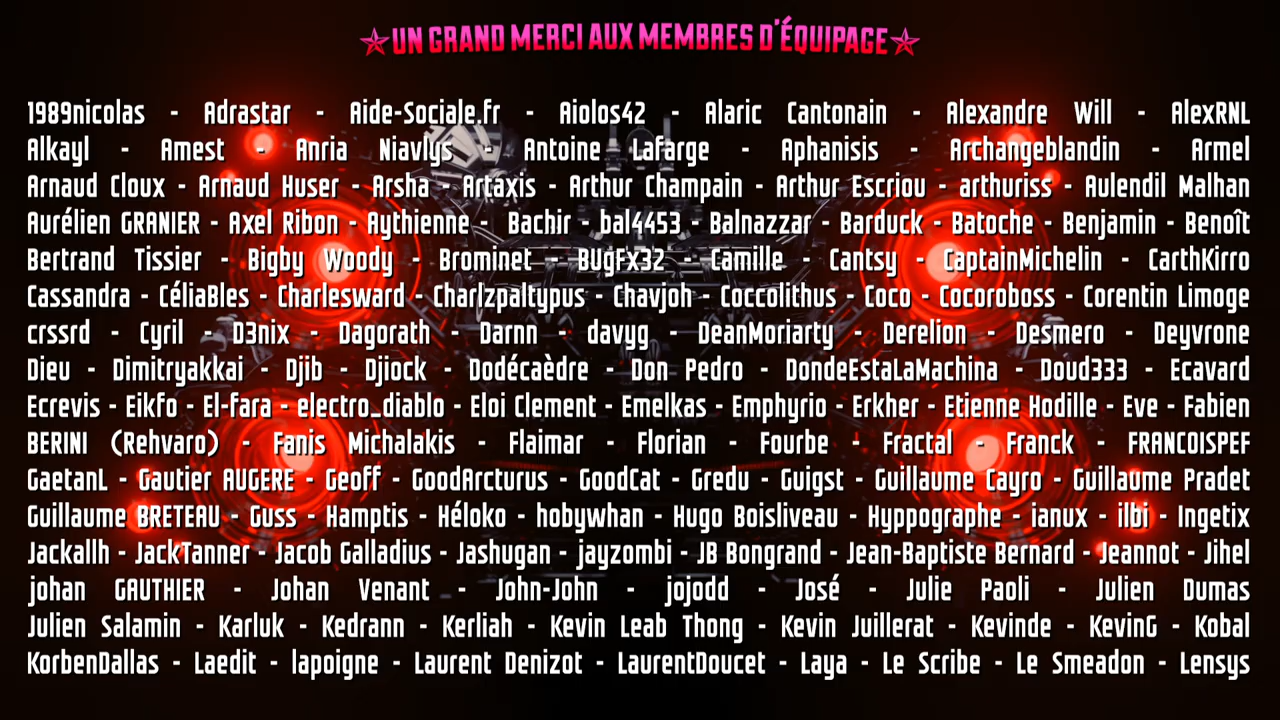 UN GRAND MERCI AUX MEMBRES D'ÉQUIPAGE
1989nicolas - Adrastar - Aide-Sociale.fr - Aiolos42 - Alaric Cantonain - Alexandre Will - AlexRNL
Alkayl - Amest - Anria Niavlys - Antoine Lafarge - Aphanisis - Archangeblandin - Armel
Arnaud Cloux - Arnaud Huser - Arsha - Artaxis - Arthur Champain - Arthur Escriou - arthuriss - Aulendil Malhan
Aurélien GRANIER - Axel Ribon - Aythienne - Bachir - bal4453 - Balnazzar - Barduck - Batoche - Benjamin - Benoît
Bertrand Tissier - Bigby Woody - Brominet - BUgFx32 - Camille - Cantsy - CaptainMichelin - CarthKirro
Cassandra - CéliaBles - Charlesward - Charlzpaltypus - Chavjoh - Coccolithus - Coco - Cocoroboss - Corentin Limoge
crssrd - Cyril - D3nix - Dagorath - Darnn - davyg - DeanMoriarty - Derelion - Desmero - Deyvrone
Dieu - Dimitryakkai - Djib - Djiock - Dodécaèdre - Don Pedro - DondeEstaLaMachina - Doud333 - Ecavard
Ecrevis - Eikfo - El-fara - electro_diablo - Eloi Clement - Emelkas - Emphyrio - Erkher - Etienne Hodille - Eve - Fabien
BERINI (Rehvaro) - Fanis Michalakis - Flaimar - Florian - Fourbe - Fractal - Franck - FRANCOISPEF
GaetanL - Gautier AUGERE - Geoff - GoodArcturus - GoodCat - Gredu - Guigst - Guillaume Cayro - Guillaume Pradet
Guillaume BRETEAU - Guss - Hamptis - Héloko - hobywhan - Hugo Boisliveau - Hyppographe - ianux - ilbi - Ingetix
Jackallh - JackTanner - Jacob Galladius - Jashugan - jayzombi - JB Bongrand - Jean-Baptiste Bernard - Jeannot - Jihel
johan GAUTHIER - Johan Venant - John-John - jojodd - José - Julie Paoli - Julien Dumas
Julien Salamin - Karluk - Kedrann - Kerliah - Kevin Leab Thong - Kevin Juillerat - Kevinde - KevinG - Kobal
KorbenDallas - Laedit - lapoigne - Laurent Denizot - LaurentDoucet - Laya - Le Scribe - Le Smeadon - Lensys